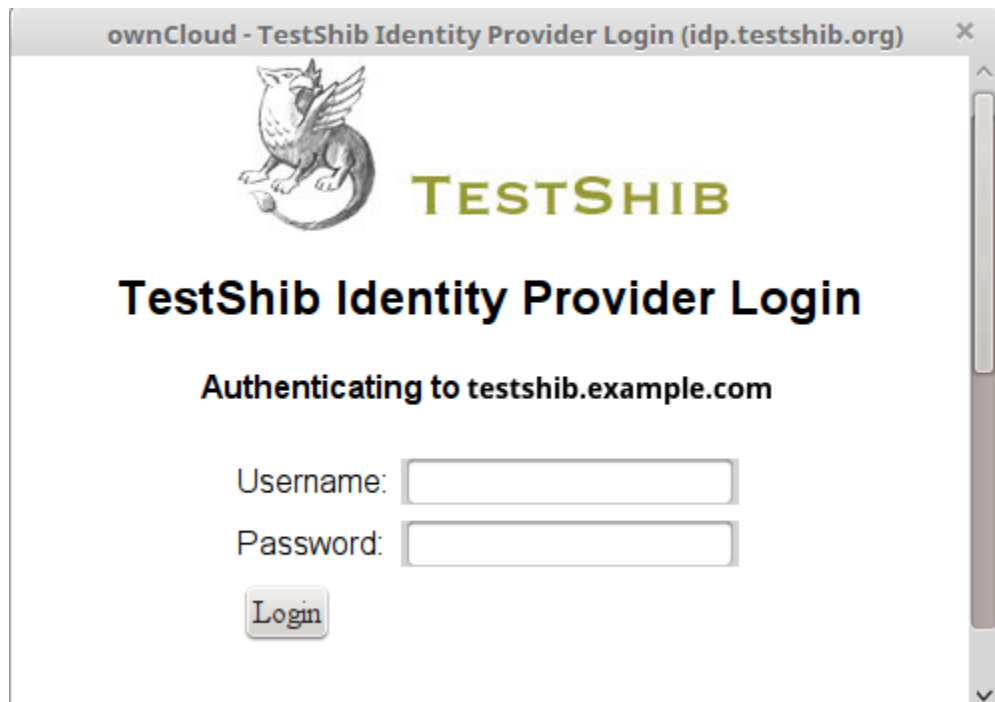 ownCloud - TestShib Identity Provider Login (idp.testshib.org)
TESTSHIB
TestShib Identity Provider Login
Authenticating to testshib.example.com
Username:
Password:
Login